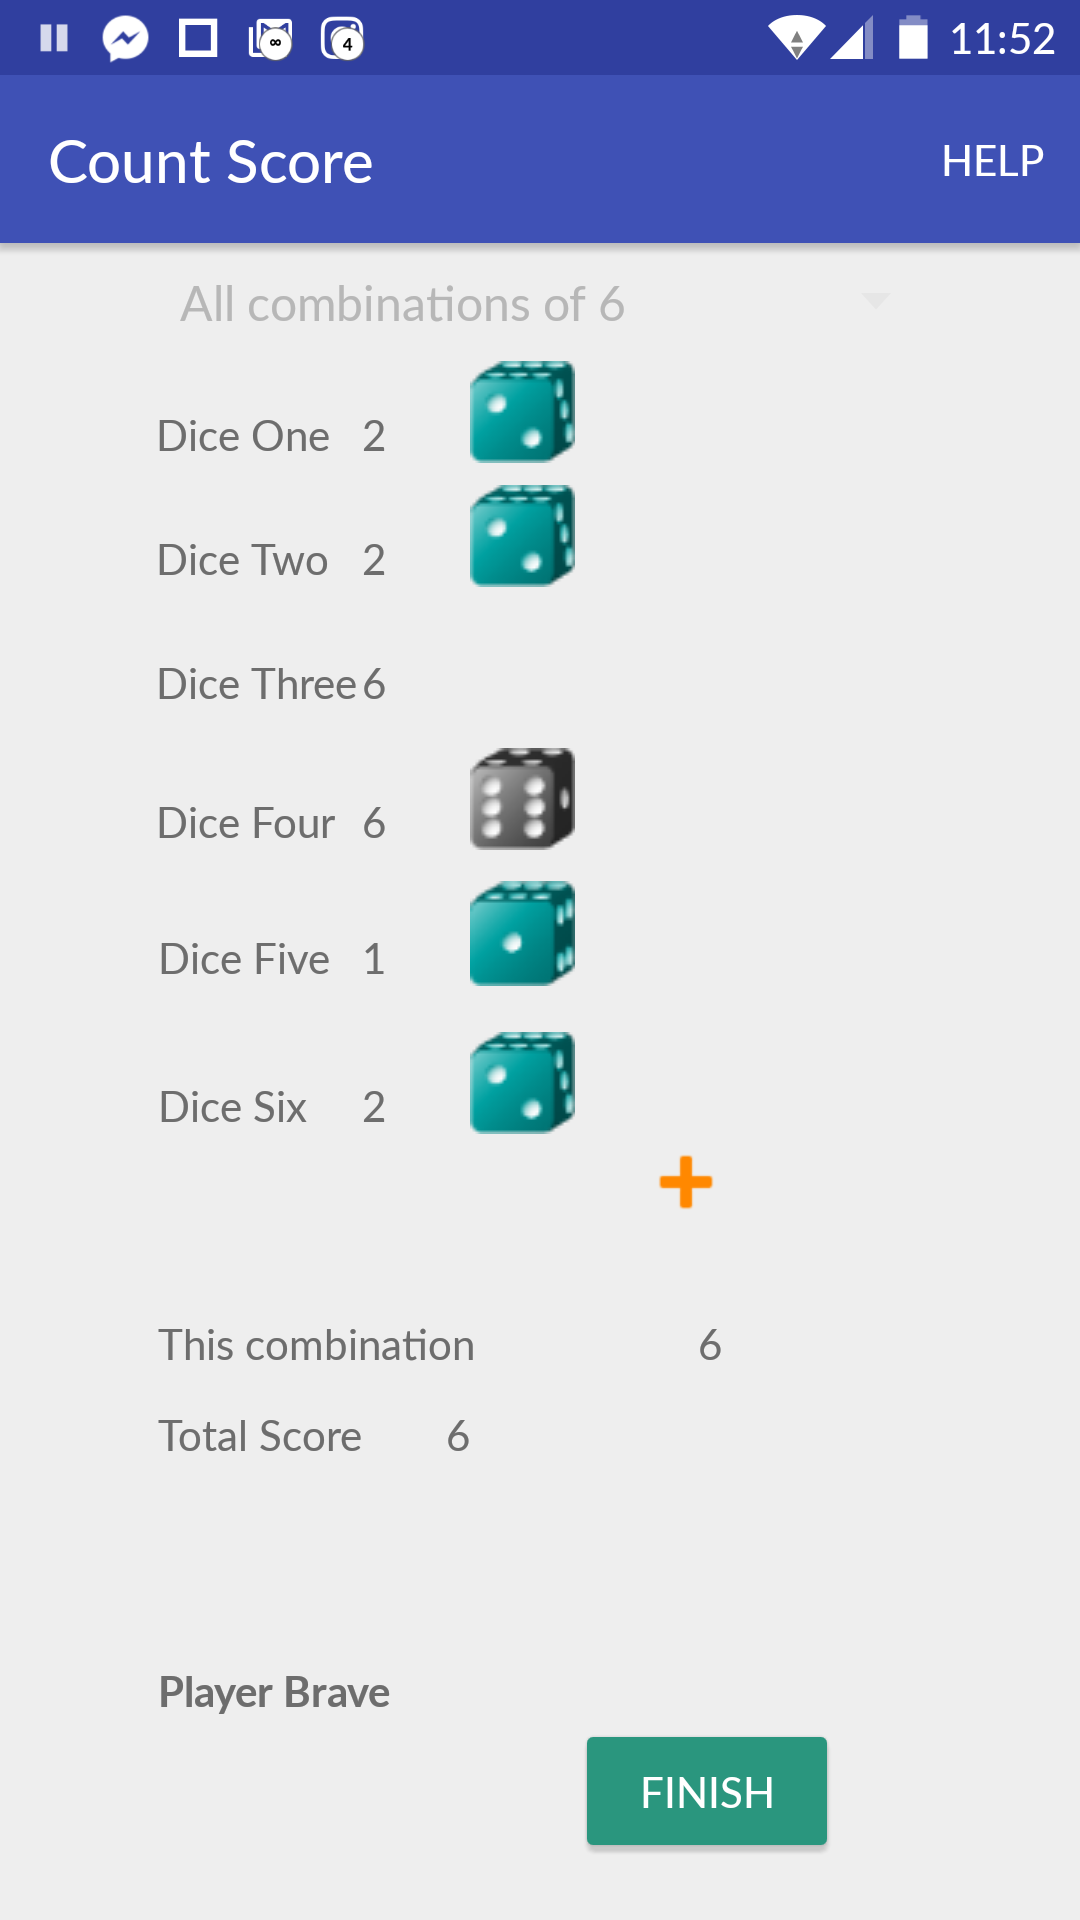 ∞ 4 11:52
Count Score HELP
All combinations of 6
Dice One 2
Dice Two 2
Dice Three 6
Dice Four 6
Dice Five 1
Dice Six 2
This combination 6
Total Score 6
Player Brave
FINISH